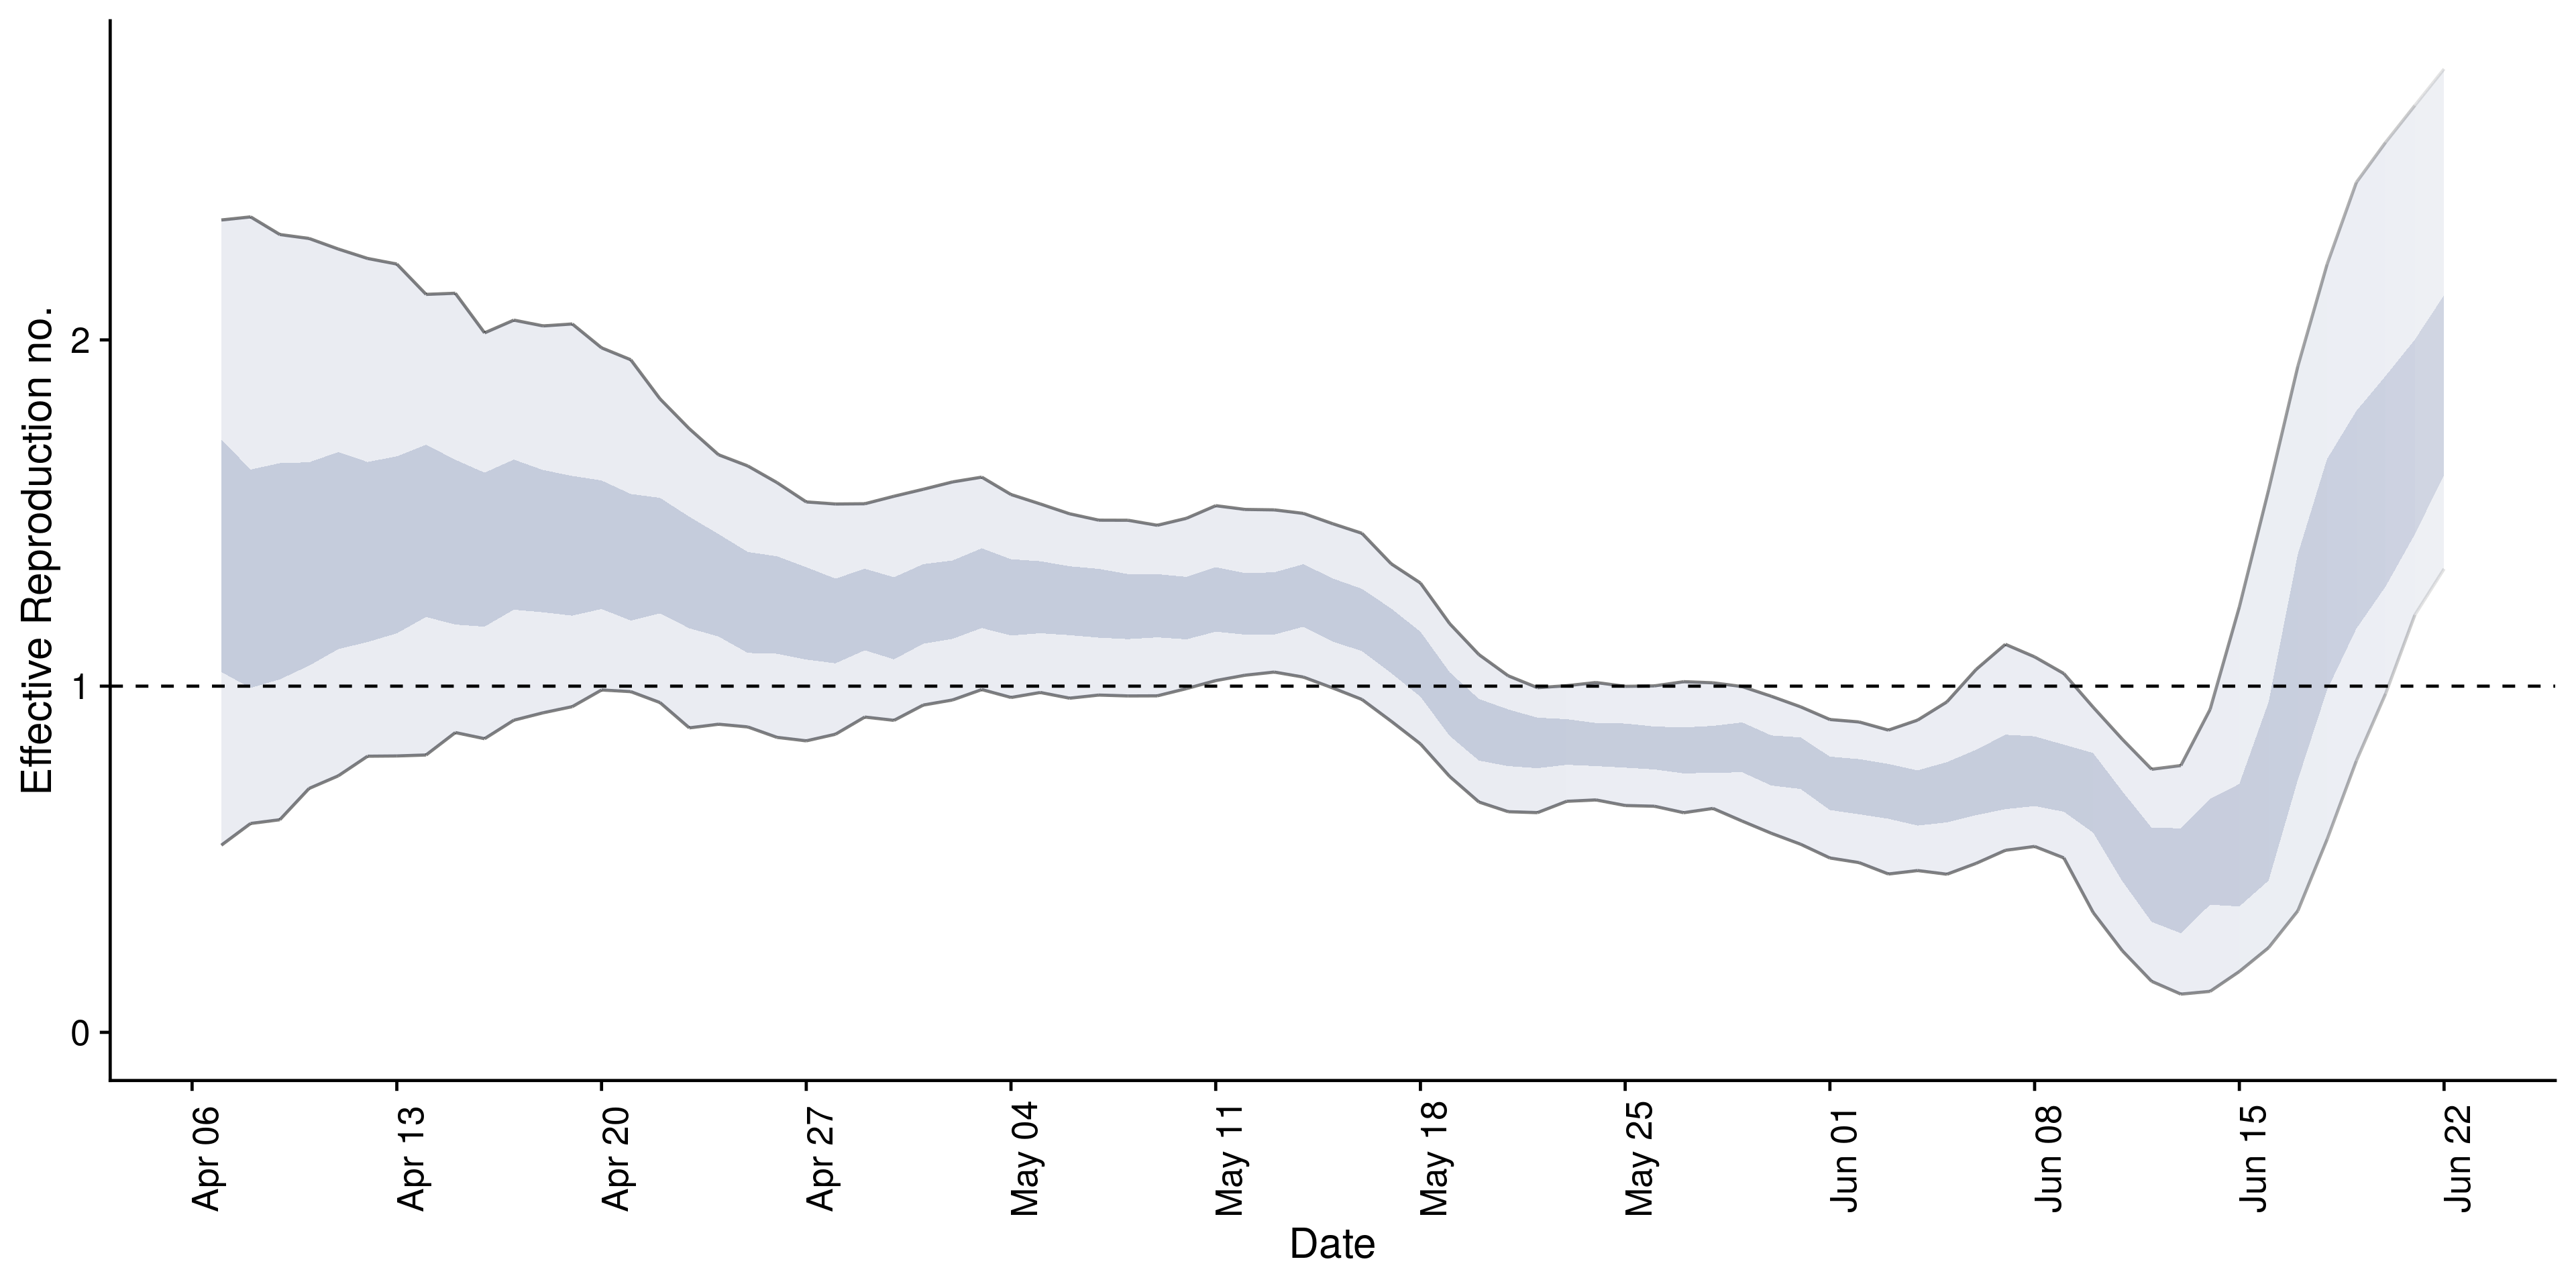 Effective Reproduction no.
2
1
0
Apr 06
Apr 13
Apr 20
Apr 27
May 04
May 11
May 18
May 25
Jun 01
Jun 08
Jun 15
Jun 22
Date